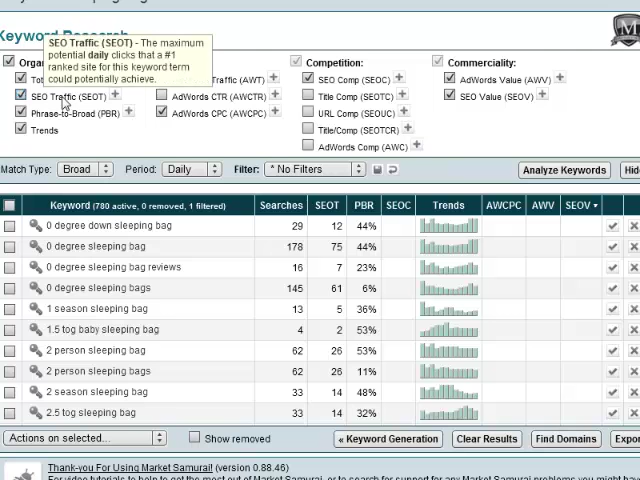 Keyword Research
SEO Traffic (SEOT) - The maximum
potential daily clicks that a #1
ranked site for this keyword term
could potentially achieve.
Competition:
Commerciality:
Traffic (AWT)
SEO Comp (SEOC)
AdWords Value (AWV)
SEO Traffic (SEOT)
AdWords CTR (AWCTR)
Title Comp (SEOTC)
SEO Value (SEOV)
Phrase-to-Broad (PBR)
AdWords CPC (AWCPC)
URL Comp (SEOUC)
Trends
Title/Comp (SEOTCR)
AdWords Comp (AWC)
Match Type: Broad Period: Daily Filter: * No Filters Analyze Keywords
Keyword (780 active, 0 removed, 1 filtered) Searches SEOT PBR SEOC Trends AWCPC AWV SEOV
0 degree down sleeping bag 29 12 44%
0 degree sleeping bag 178 75 44%
0 degree sleeping bag reviews 16 7 23%
0 degree sleeping bags 145 61 6%
1 season sleeping bag 13 5 36%
1.5 tog baby sleeping bag 4 2 53%
2 person sleeping bag 62 26 53%
2 person sleeping bags 62 26 11%
2 season sleeping bag 33 14 48%
2.5 tog sleeping bag 33 14 32%
Actions on selected... Show removed « Keyword Generation Clear Results Find Domains
Thank-you For Using Market Samurai! (version 0.88.46)